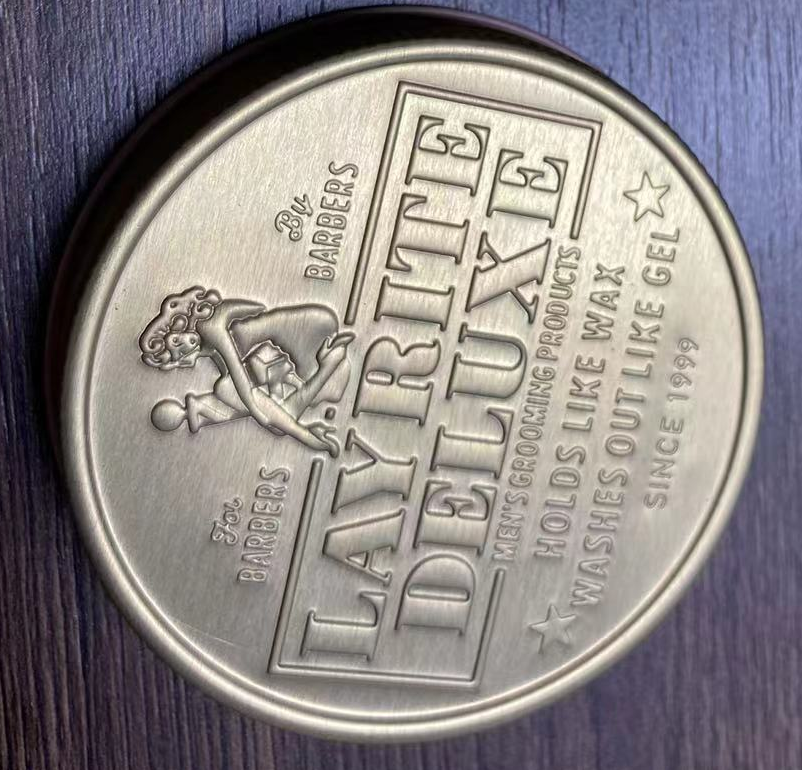 For
BARBERS
By
BARBERS
LAYRITE
DELUXE
MEN'S GROOMING PRODUCTS
HOLDS LIKE WAX
WASHES OUT LIKE GEL
SINCE 1999